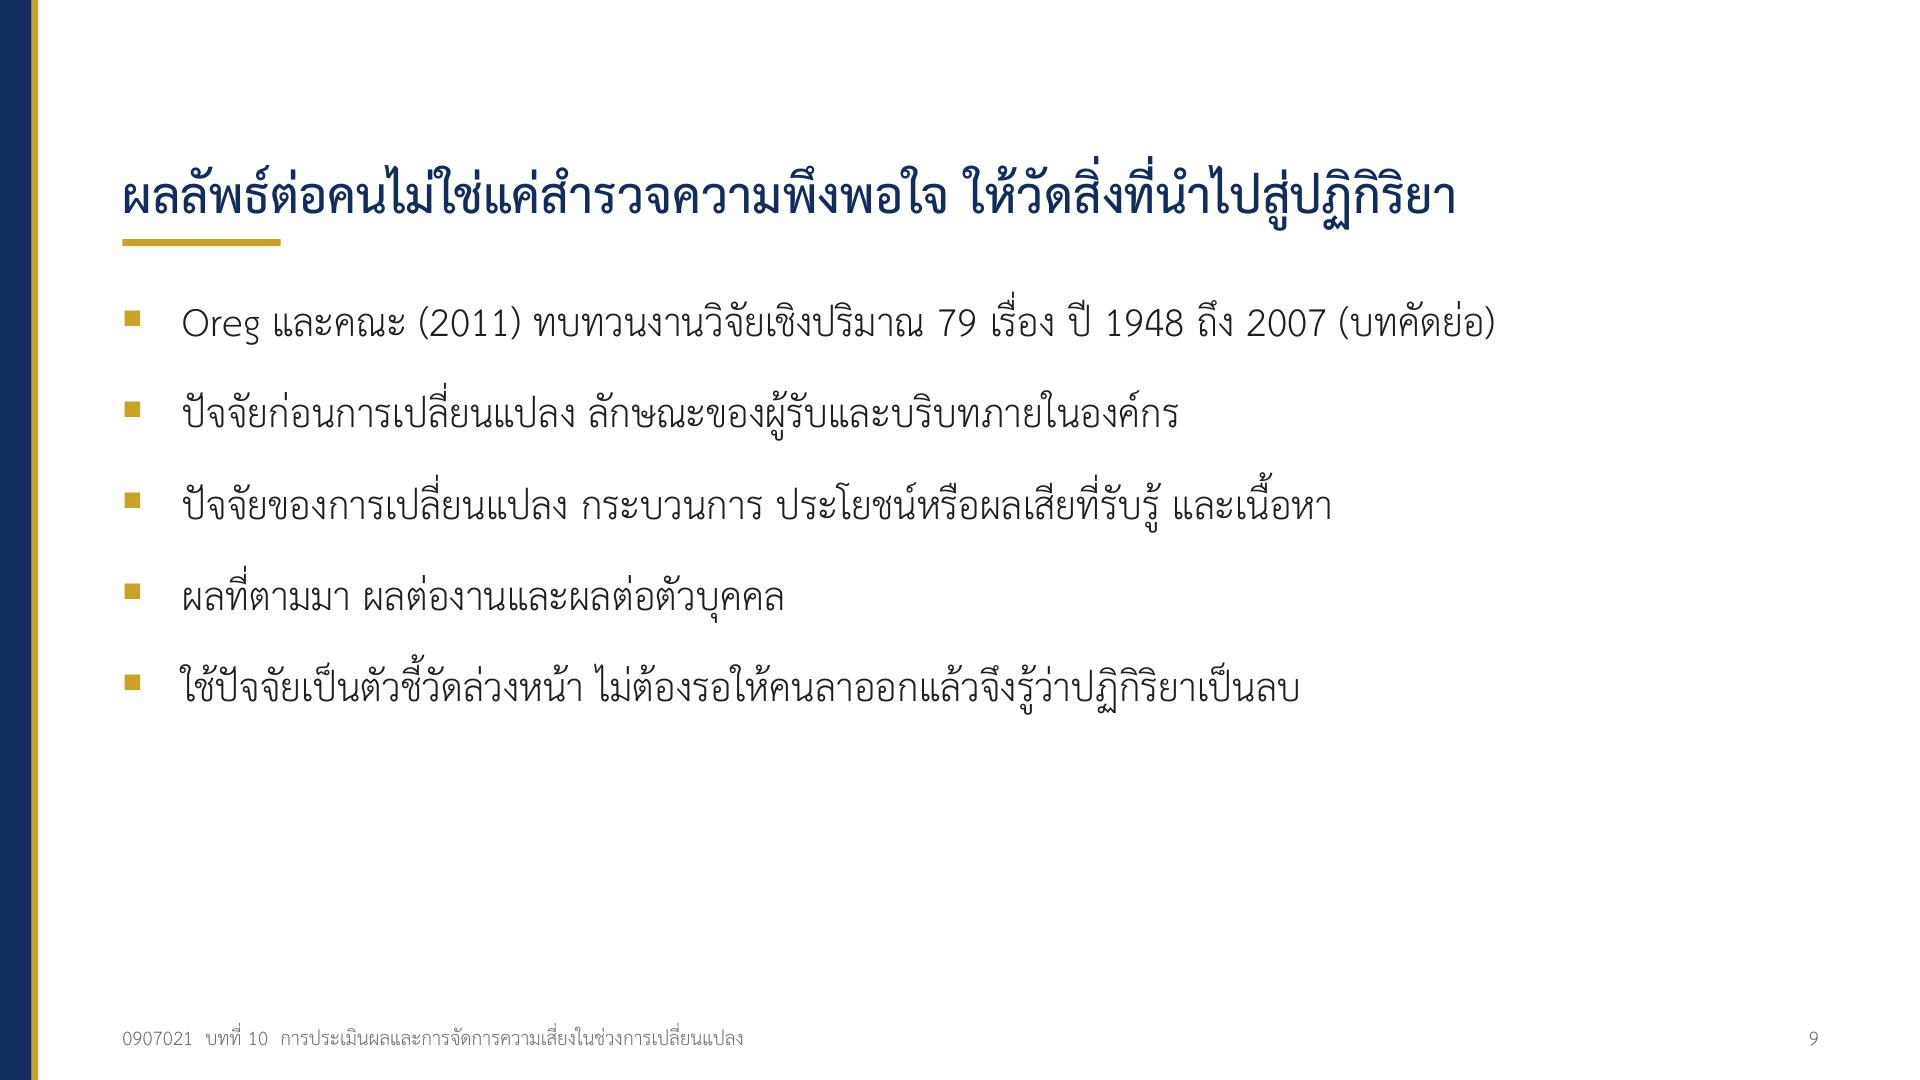 ผลลัพธ์ต่อคนไม่ใช่แค่สำรวจความพึงพอใจ ให้วัดสิ่งที่นำไปสู่ปฏิกิริยา
Oreg และคณะ (2011) ทบทวนงานวิจัยเชิงปริมาณ 79 เรื่อง ปี 1948 ถึง 2007 (บทคัดย่อ)
ปัจจัยก่อนการเปลี่ยนแปลง ลักษณะของผู้รับและบริบทภายในองค์กร
ปัจจัยของการเปลี่ยนแปลง กระบวนการ ประโยชน์หรือผลเสียที่รับรู้ และเนื้อหา
ผลที่ตามมา ผลต่องานและผลต่อตัวบุคคล
ใช้ปัจจัยเป็นตัวชี้วัดล่วงหน้า ไม่ต้องรอให้คนลาออกแล้วจึงรู้ว่าปฏิกิริยาเป็นลบ
0907021 บทที่ 10 การประเมินผลและการจัดการความเสี่ยงในช่วงการเปลี่ยนแปลง
9